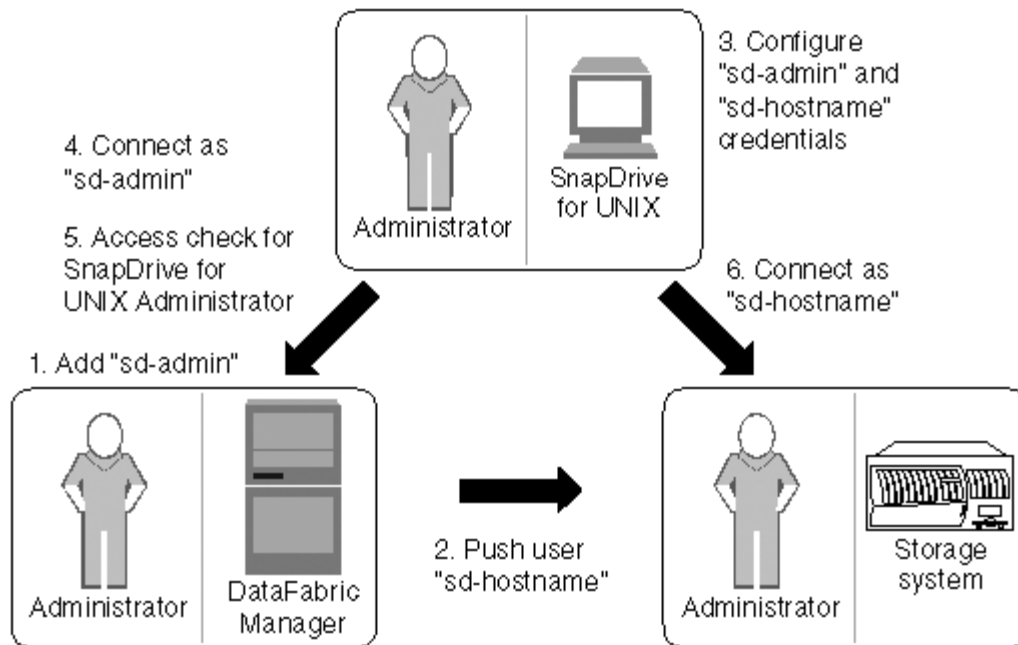 3. Configure
"sd-admin" and
"sd-hostname"
credentials
4. Connect as
"sd-admin"
SnapDrive
for UNIX
Administrator
5. Access check for
SnapDrive for
UNIX Administrator
6. Connect as
"sd-hostname"
1. Add "sd-admin"
2. Push user
"sd-hostname"
Administrator
DataFabric
Manager
Administrator
Storage
system